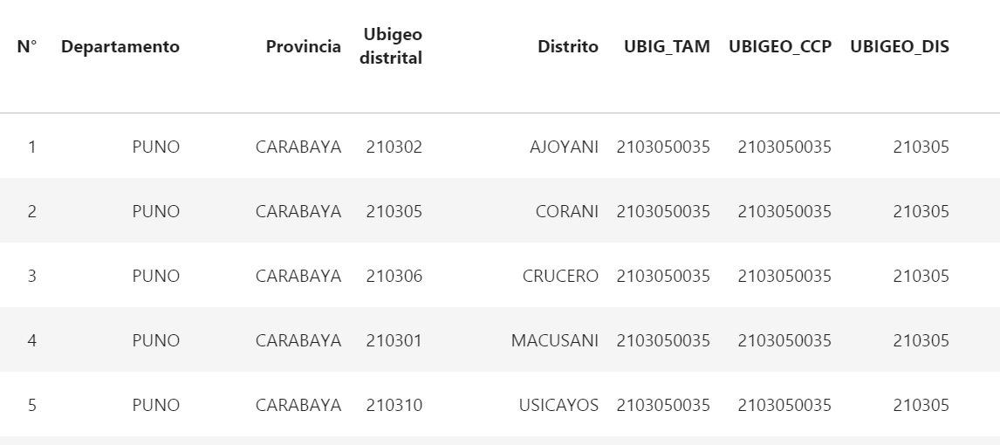 N° Departamento Provincia Ubigeo distrital Distrito UBIG_TAM UBIGEO_CCP UBIGEO_DIS
1 PUNO CARABAYA 210302 AJOYANI 2103050035 2103050035 210305
2 PUNO CARABAYA 210305 CORANI 2103050035 2103050035 210305
3 PUNO CARABAYA 210306 CRUCERO 2103050035 2103050035 210305
4 PUNO CARABAYA 210301 MACUSANI 2103050035 2103050035 210305
5 PUNO CARABAYA 210310 USICAYOS 2103050035 2103050035 210305